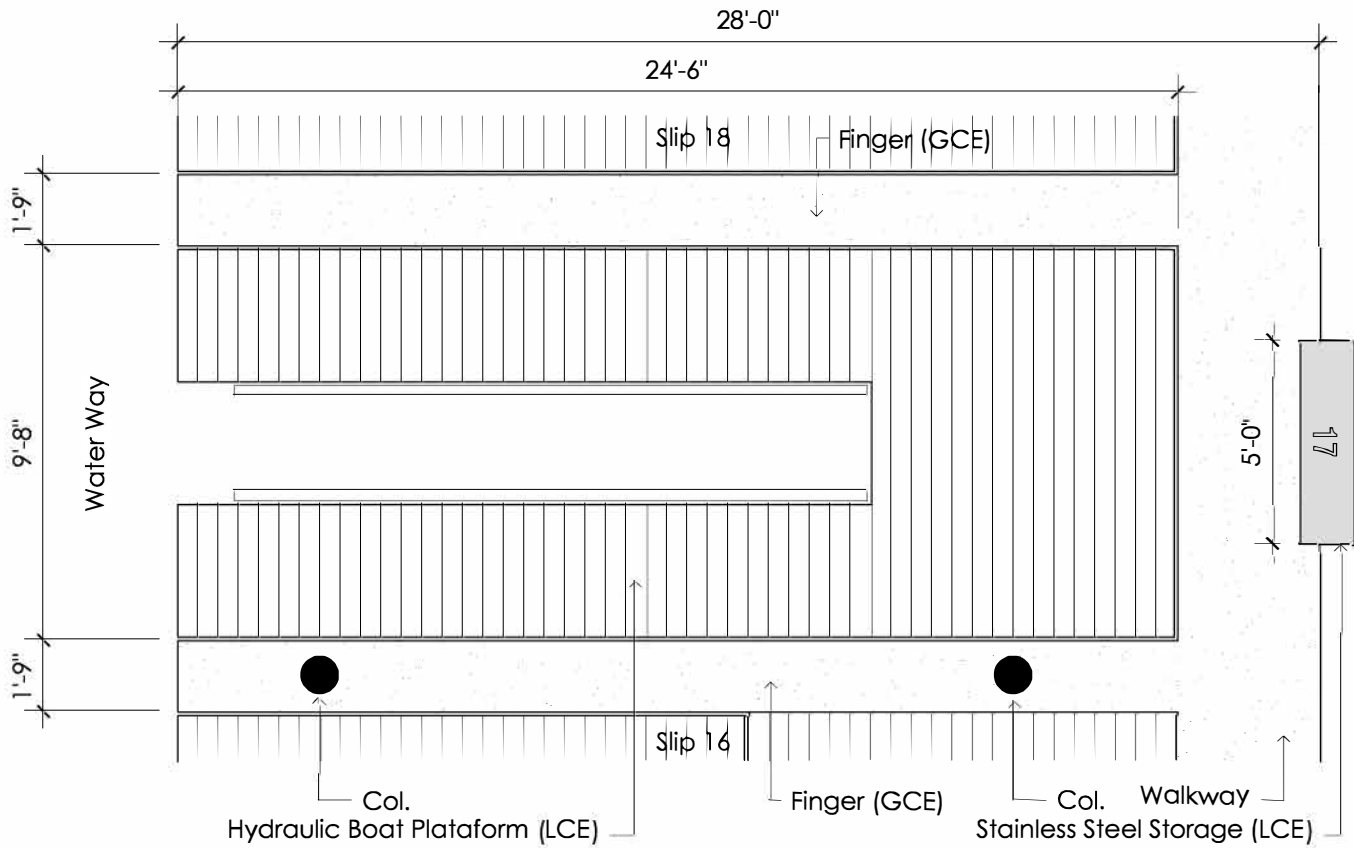 28'-0"
24'-6"
Slip 18
Finger (GCE)
1'-9"
9'-8"
Water Way
5'-0"
17
1'-9"
Slip 16
Col.
Finger (GCE)
Col.
Walkway
Hydraulic Boat Plataform (LCE)
Stainless Steel Storage (LCE)